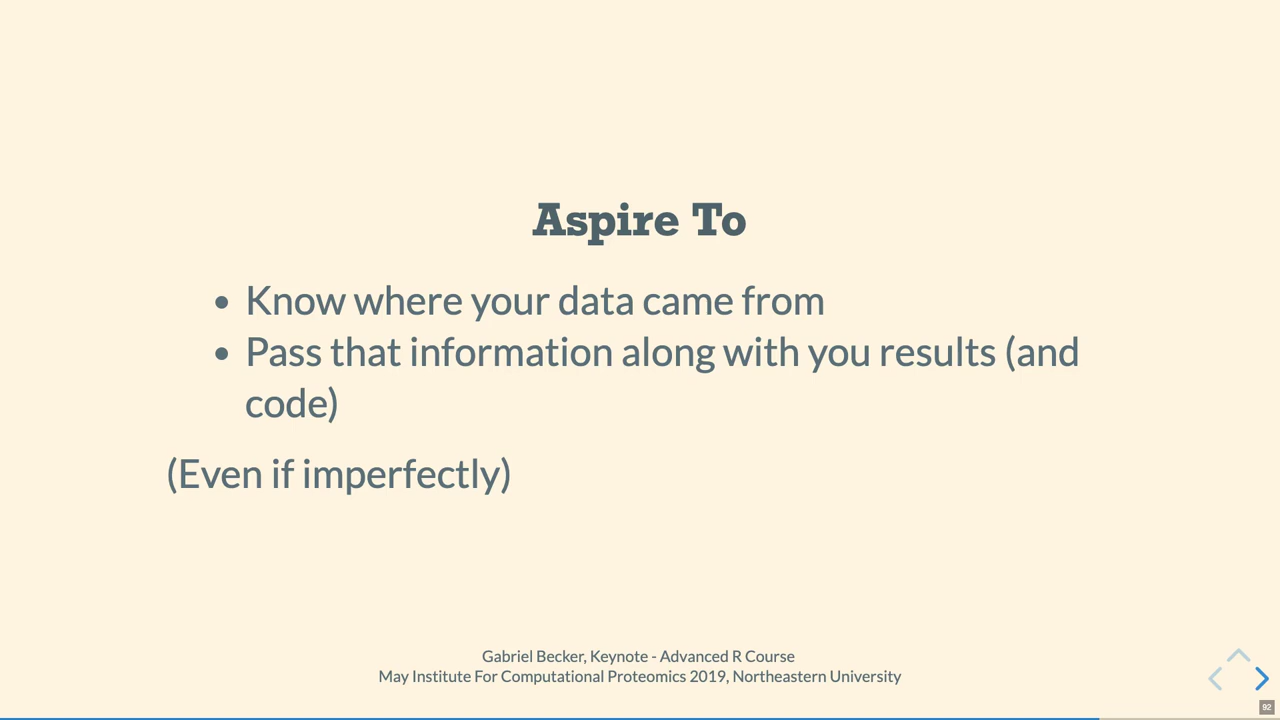 Aspire To
• Know where your data came from
• Pass that information along with you results (and
code)
(Even if imperfectly)
Gabriel Becker, Keynote - Advanced R Course
May Institute For Computational Proteomics 2019, Northeastern University
92